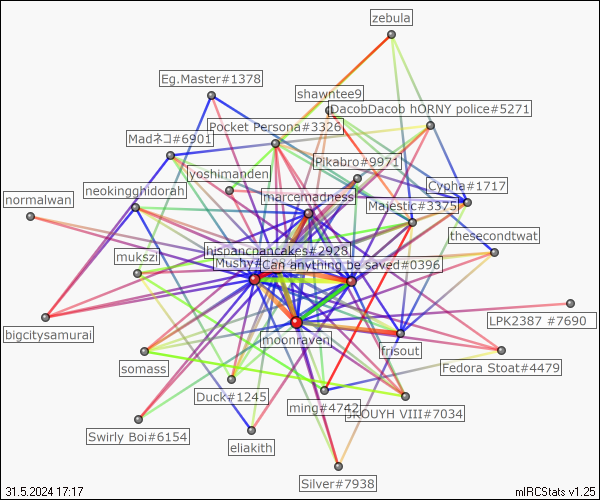 zebula
Eg.Master#1378
shawntee9
DacobDacob hORNY police#5271
Pocket Persona#3326
Madネコ#6901
Pikabro#9971
yoshimanden
Cypha#1717
neokingghidorah
marcemadness
normalwan
Majestic#3375
thesecondtwat
hispancpancakes#2928
mukszi
Mushy#
Can anything be saved#0396
LPK2387 #7690
bigcitysamurai
moonraven
frisout
somass
Fedora Stoat#4479
Duck#1245
ming#4742
JROUYH VIII#7034
Swirly Boi#6154
eliakith
Silver#7938
31.5.2024 17:17
mIRCStats v1.25